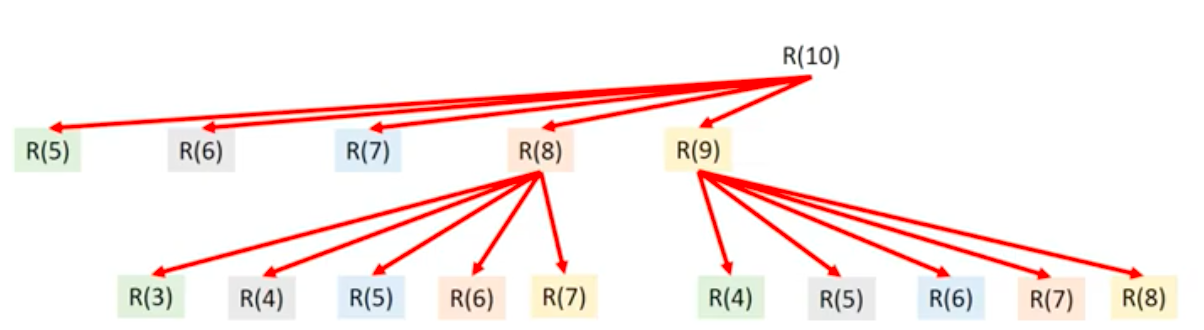 R(10)
R(5) R(6) R(7) R(8) R(9)
R(3) R(4) R(5) R(6) R(7) R(4) R(5) R(6) R(7) R(8)